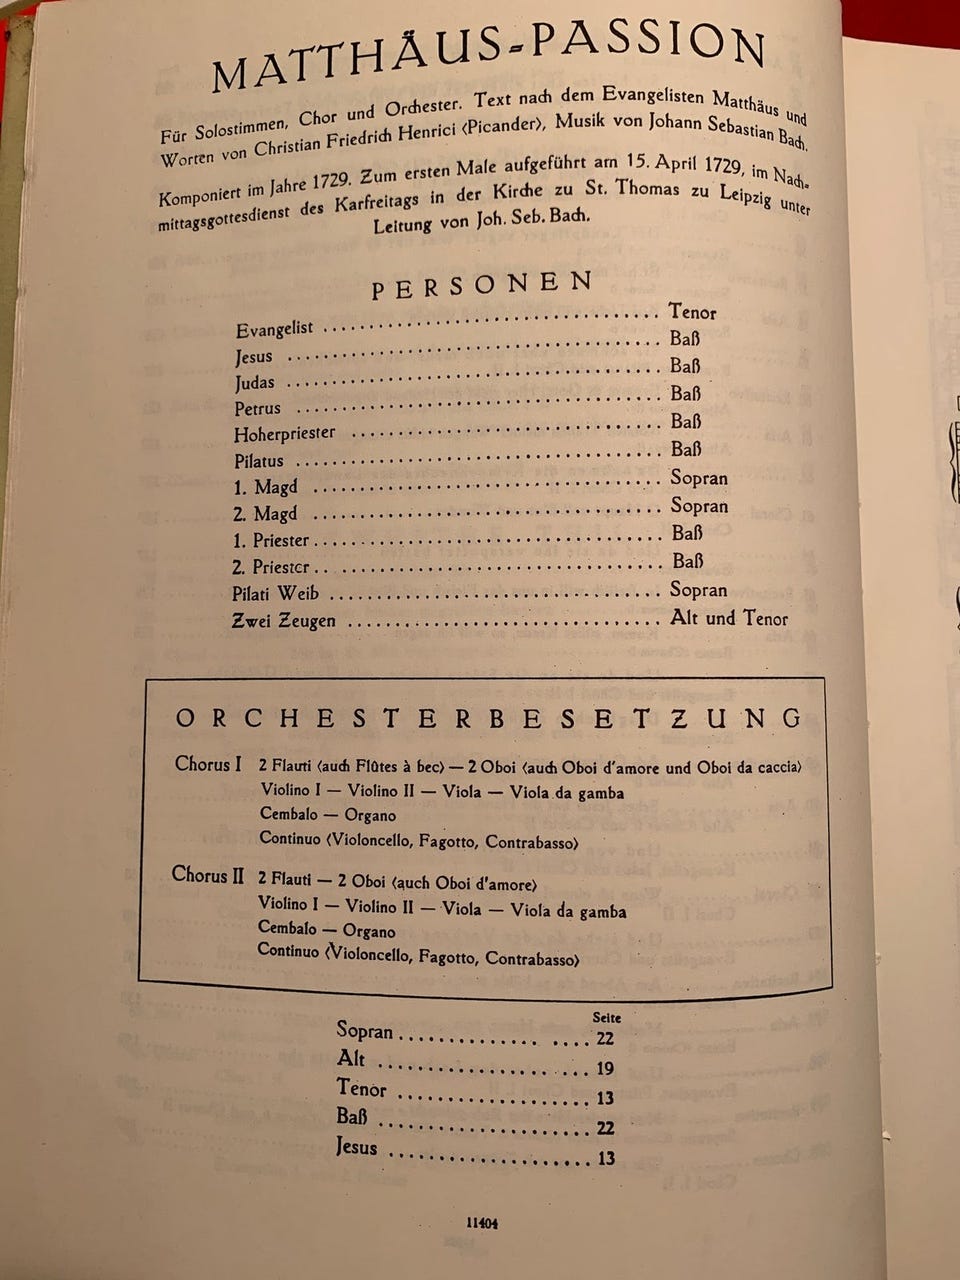 MATTHÄUS-PASSION
Für Solostimmen, Chor und Orchester. Text nach dem Evangelisten Matthäus und
Worten von Christian Friedrich Henrici (Picander), Musik von Johann Sebastian Bach.
Komponiert im Jahre 1729. Zum ersten Male aufgeführt am 15. April 1729, im Nach-
mittagsgottesdienst des Karfreitags in der Kirche zu St. Thomas zu Leipzig unter
Leitung von Joh. Seb. Bach.
PERSONEN
Evangelist ........ Tenor
Jesus ........ Baß
Judas ........ Baß
Petrus ........ Baß
Hoherpriester ........ Baß
Pilatus ........ Baß
1. Magd ........ Sopran
2. Magd ........ Sopran
1. Priester ........ Baß
2. Priester ........ Baß
Pilati Weib ........ Sopran
Zwei Zeugen ........ Alt und Tenor
ORCHESTERBESETZUNG
Chorus I 2 Flauti (auch Flûtes à bec) — 2 Oboi (auch Oboi d'amore und Oboi da caccia)
Violino I — Violino II — Viola — Viola da gamba
Cembalo — Organo
Continuo (Violoncello, Fagotto, Contrabasso)
Chorus II 2 Flauti — 2 Oboi (auch Oboi d'amore)
Violino I — Violino II — Viola — Viola da gamba
Cembalo — Organo
Continuo (Violoncello, Fagotto, Contrabasso)
Seite
Sopran ........ 22
Alt ........ 19
Tenor ........ 13
Baß ........ 22
Jesus ........ 13
11404